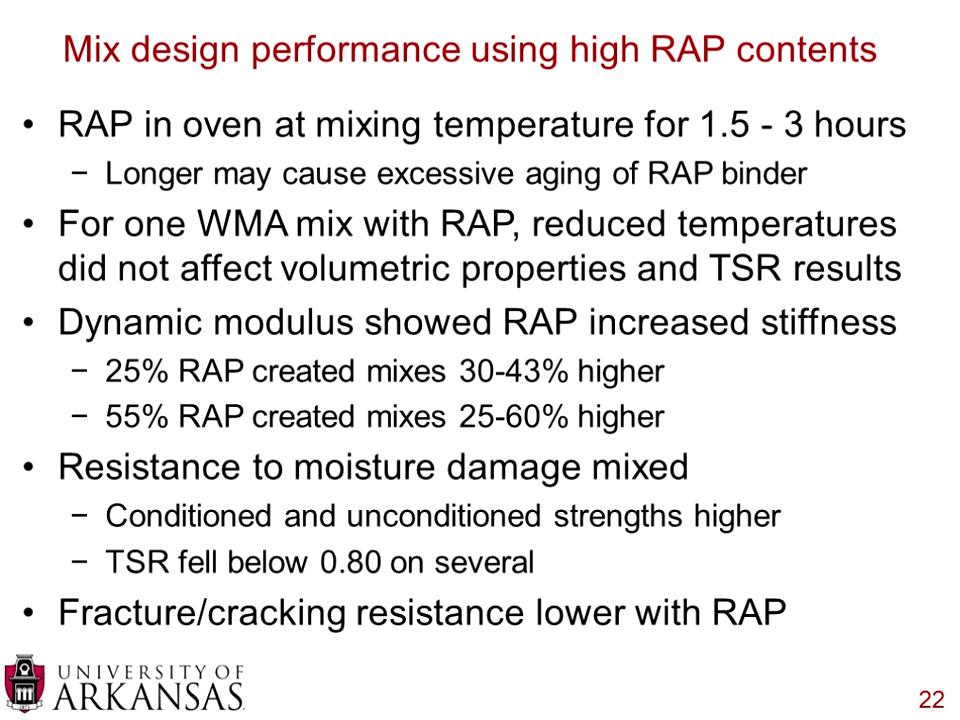 Mix design performance using high RAP contents
• RAP in oven at mixing temperature for 1.5 - 3 hours
− Longer may cause excessive aging of RAP binder
• For one WMA mix with RAP, reduced temperatures
did not affect volumetric properties and TSR results
• Dynamic modulus showed RAP increased stiffness
− 25% RAP created mixes 30-43% higher
− 55% RAP created mixes 25-60% higher
• Resistance to moisture damage mixed
− Conditioned and unconditioned strengths higher
− TSR fell below 0.80 on several
• Fracture/cracking resistance lower with RAP
UNIVERSITY OF
ARKANSAS
22